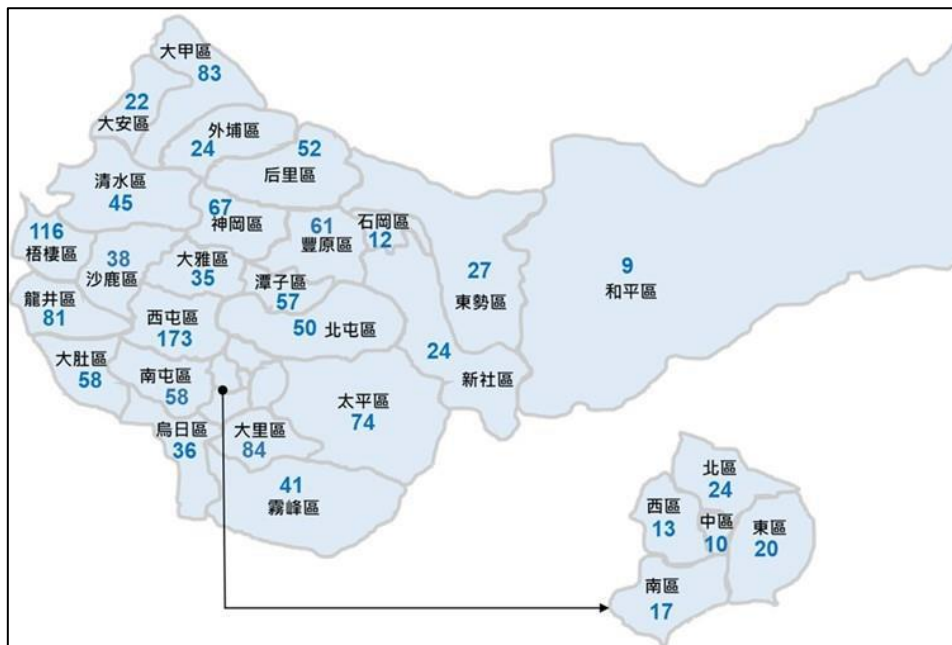 大甲區
83
22
大安區
外埔區
24
52
后里區
清水區
45
67
神岡區
61
豐原區
石岡區
12
116
梧棲區
38
沙鹿區
大雅區
35
潭子區
57
27
東勢區
9
和平區
龍井區
81
西屯區
173
50 北屯區
大肚區
58
南屯區
58
24
新社區
太平區
74
烏日區
36
大里區
84
41
霧峰區
北區
24
西區
13
中區
10
東區
20
南區
17